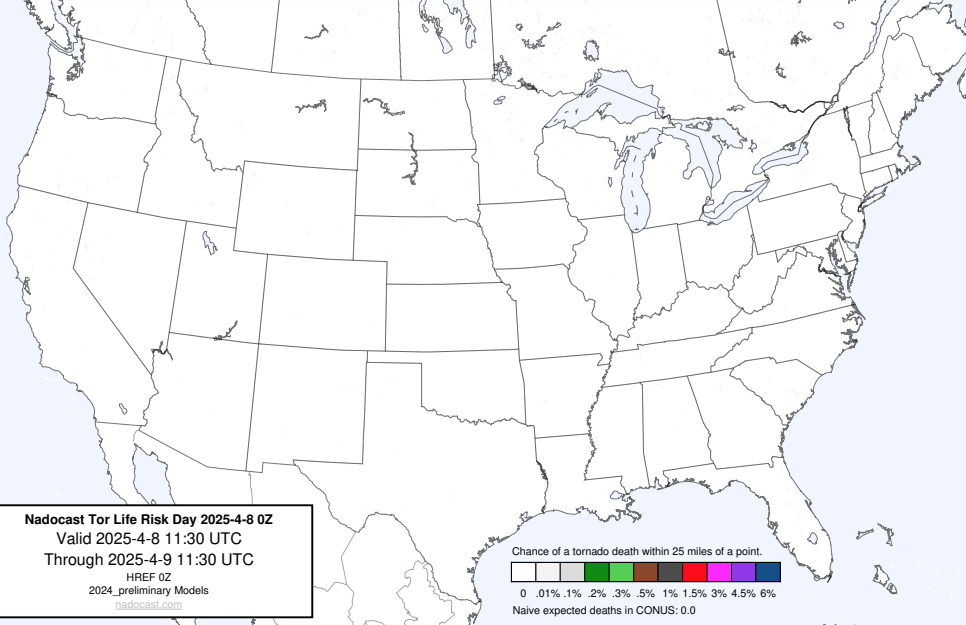 Nadocast Tor Life Risk Day 2025-4-8 0Z
Valid 2025-4-8 11:30 UTC
Through 2025-4-9 11:30 UTC
HREF 0Z
2024_preliminary Models
nadocast.com
Chance of a tornado death within 25 miles of a point.
0 .01% .1% .2% .3% .5% 1% 1.5% 3% 4.5% 6%
Naive expected deaths in CONUS: 0.0